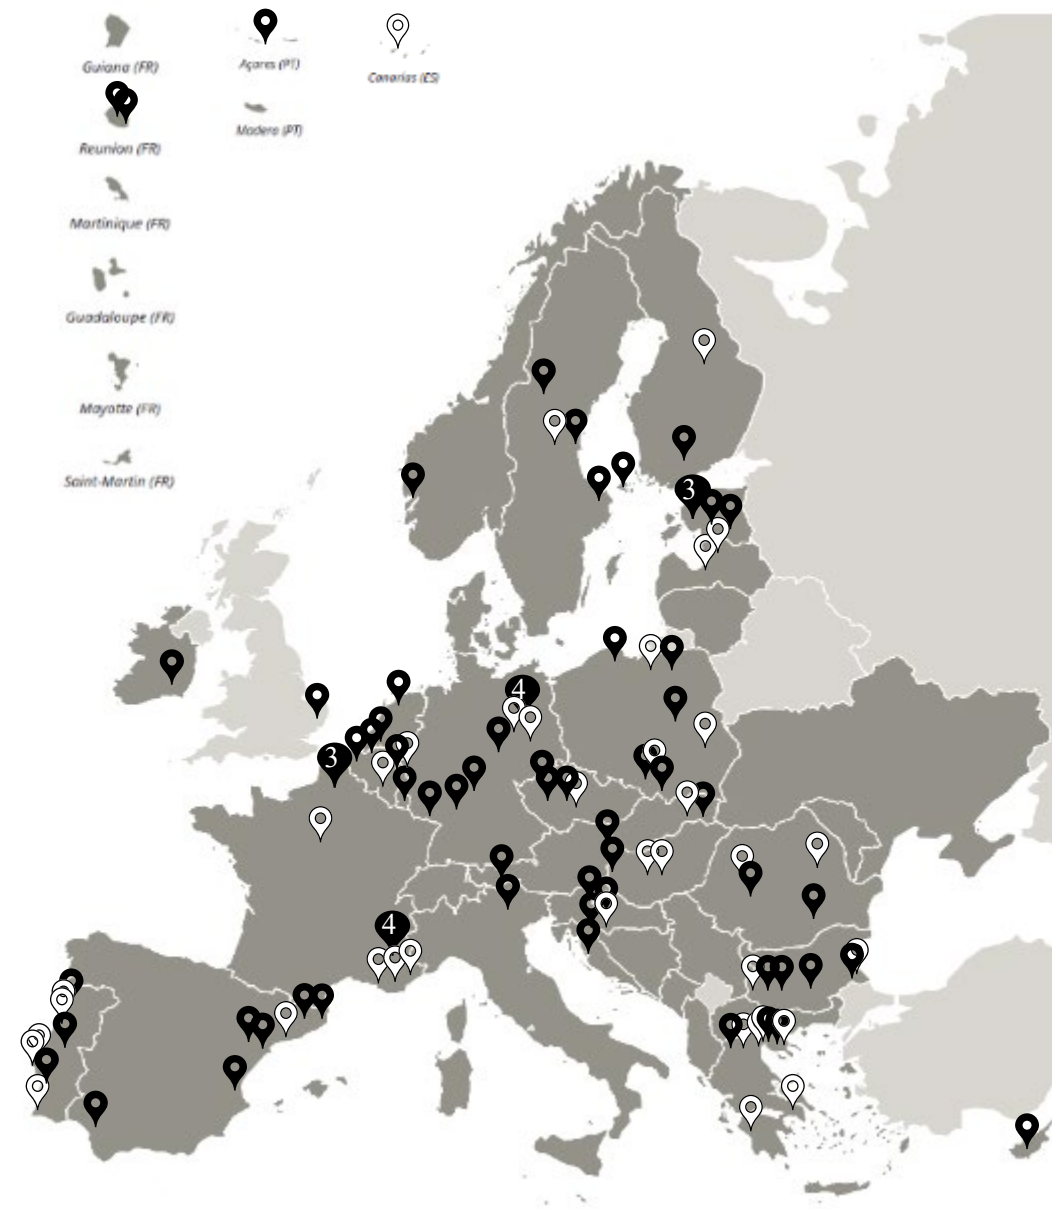 Guiana (FR)
Açores (PT)
Canarias (ES)
Madera (PT)
Reunion (FR)
Martinique (FR)
Guadaloupe (FR)
Mayotte (FR)
Saint-Martin (FR)
3
4
3
4